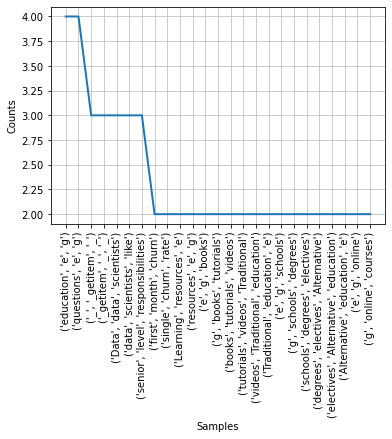 4.00
3.75
3.50
3.25
3.00
2.75
2.50
2.25
2.00
Counts
('education', 'e', 'g')
('questions', 'e', 'g')
('_', '_getitem', '_')
('_getitem', '_', '_')
('Data', 'data', 'scientists')
('data', 'scientists', 'like')
('senior', 'level', 'responsibilities')
('first', 'month', 'churn')
('single', 'churn', 'rate')
('Learning', 'resources', 'e')
('resources', 'e', 'g')
('e', 'g', 'books')
('g', 'books', 'tutorials')
('books', 'tutorials', 'videos')
('tutorials', 'videos', 'Traditional')
('videos', 'Traditional', 'education')
('Traditional', 'education', 'e')
('e', 'g', 'schools')
('g', 'schools', 'degrees')
('schools', 'degrees', 'electives')
('degrees', 'electives', 'Alternative')
('electives', 'Alternative', 'education')
('Alternative', 'education', 'e')
('e', 'g', 'online')
('g', 'online', 'courses')
Samples